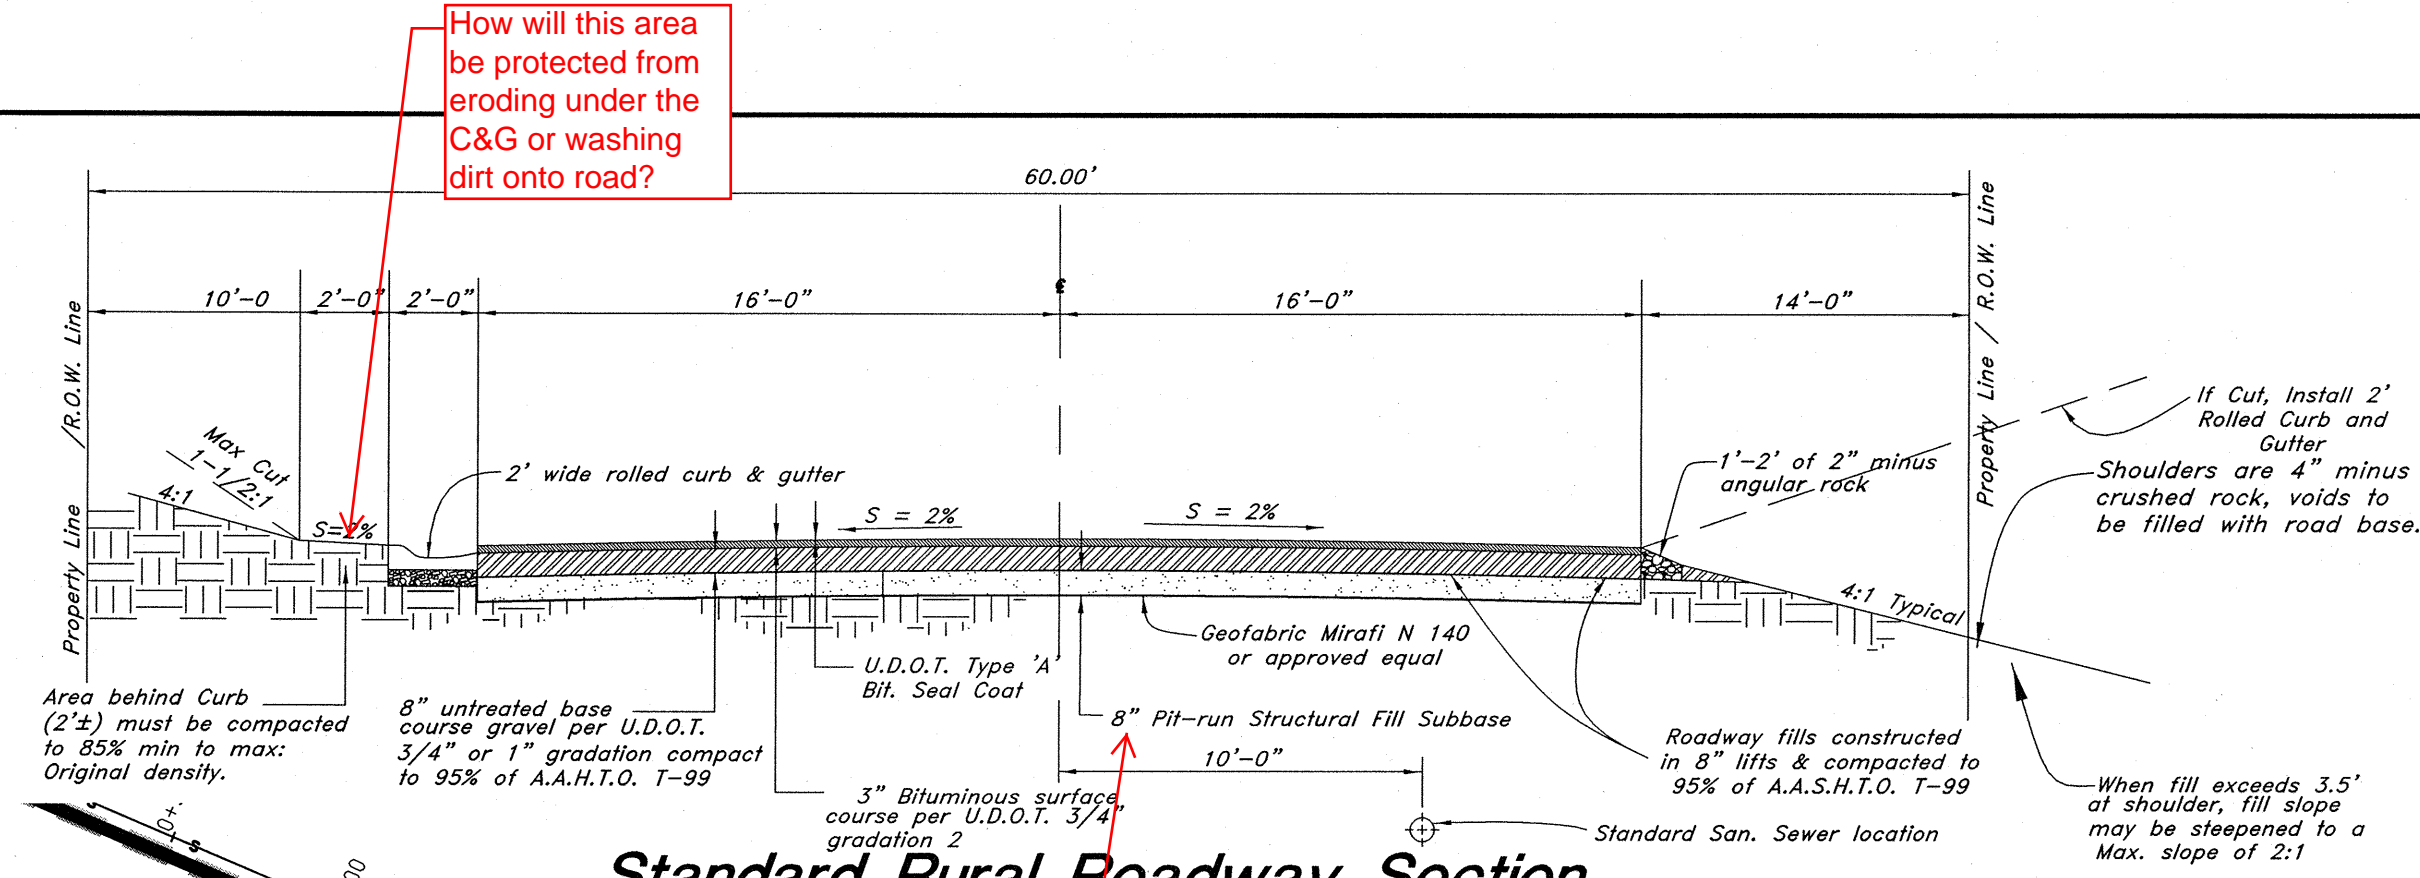 How will this area
be protected from
eroding under the
C&G or washing
dirt onto road?
60.00'
10'-0
2'-0"
2'-0"
16'-0"
16'-0"
14'-0"
Property Line /R.O.W. Line
Property Line / R.O.W. Line
Max Cut
1-1/2:1
4:1
S=2%
2' wide rolled curb & gutter
S = 2%
S = 2%
1'-2' of 2" minus
angular rock
If Cut, Install 2'
Rolled Curb and
Gutter
Shoulders are 4" minus
crushed rock, voids to
be filled with road base.
4:1 Typical
Geofabric Mirafi N 140
or approved equal
U.D.O.T. Type 'A'
Bit. Seal Coat
Area behind Curb
(2'±) must be compacted
to 85% min to max:
Original density.
8" untreated base
course gravel per U.D.O.T.
3/4" or 1" gradation compact
to 95% of A.A.H.T.O. T-99
8" Pit-run Structural Fill Subbase
10'-0"
3" Bituminous surface
course per U.D.O.T. 3/4"
gradation 2
Roadway fills constructed
in 8" lifts & compacted to
95% of A.A.S.H.T.O. T-99
Standard San. Sewer location
When fill exceeds 3.5'
at shoulder, fill slope
may be steepened to a
Max. slope of 2:1
Standard Rural Roadway Section